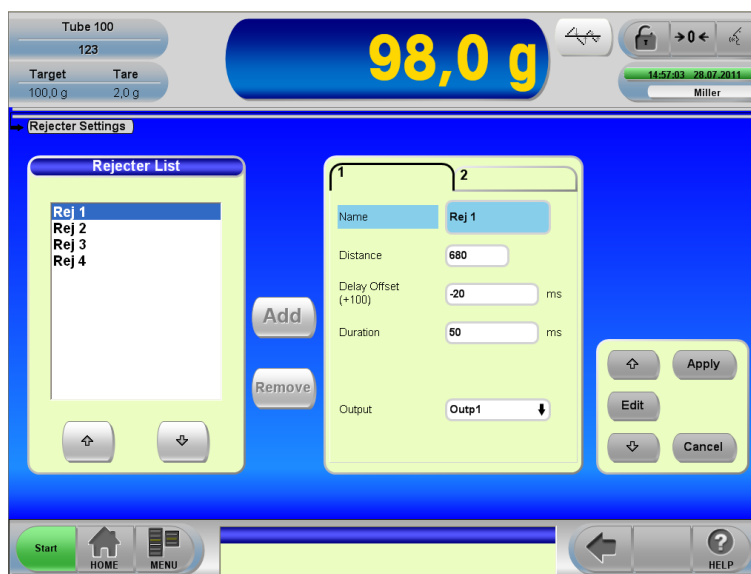 Tube 100
123
Target Tare
100,0 g 2,0 g
98,0 g
→0←
14:57:03 28.07.2011
Miller
Rejecter Settings
Rejecter List
Rej 1
Rej 2
Rej 3
Rej 4
Add
Remove
1 2
Name Rej 1
Distance 680
Delay Offset
(+100) -20 ms
Duration 50 ms
Output Outp1
Apply
Edit
Cancel
Start
HOME
MENU
?
HELP